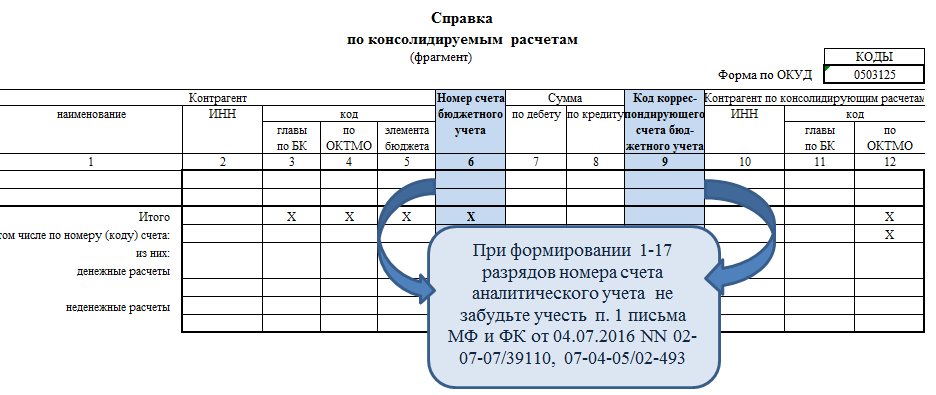 Справка
по консолидируемым расчетам
(фрагмент)
КОДЫ
Форма по ОКУД 0503125
Контрагент Номер счета Сумма Код коррес- Контрагент по консолидирующим расчетам
наименование ИНН код бюджетного по дебету по кредиту пондирующего ИНН код
учета счета бюд-
главы по элемента жетного учета главы по
по БК ОКТМО бюджета по БК ОКТМО
1 2 3 4 5 6 7 8 9 10 11 12
Итого X X X X X
том числе по номеру (коду) счета: X
из них:
денежные расчеты
неденежные расчеты
При формировании 1-17
разрядов номера счета
аналитического учета не
забудьте учесть п. 1 письма
МФ и ФК от 04.07.2016 NN 02-
07-07/39110, 07-04-05/02-493